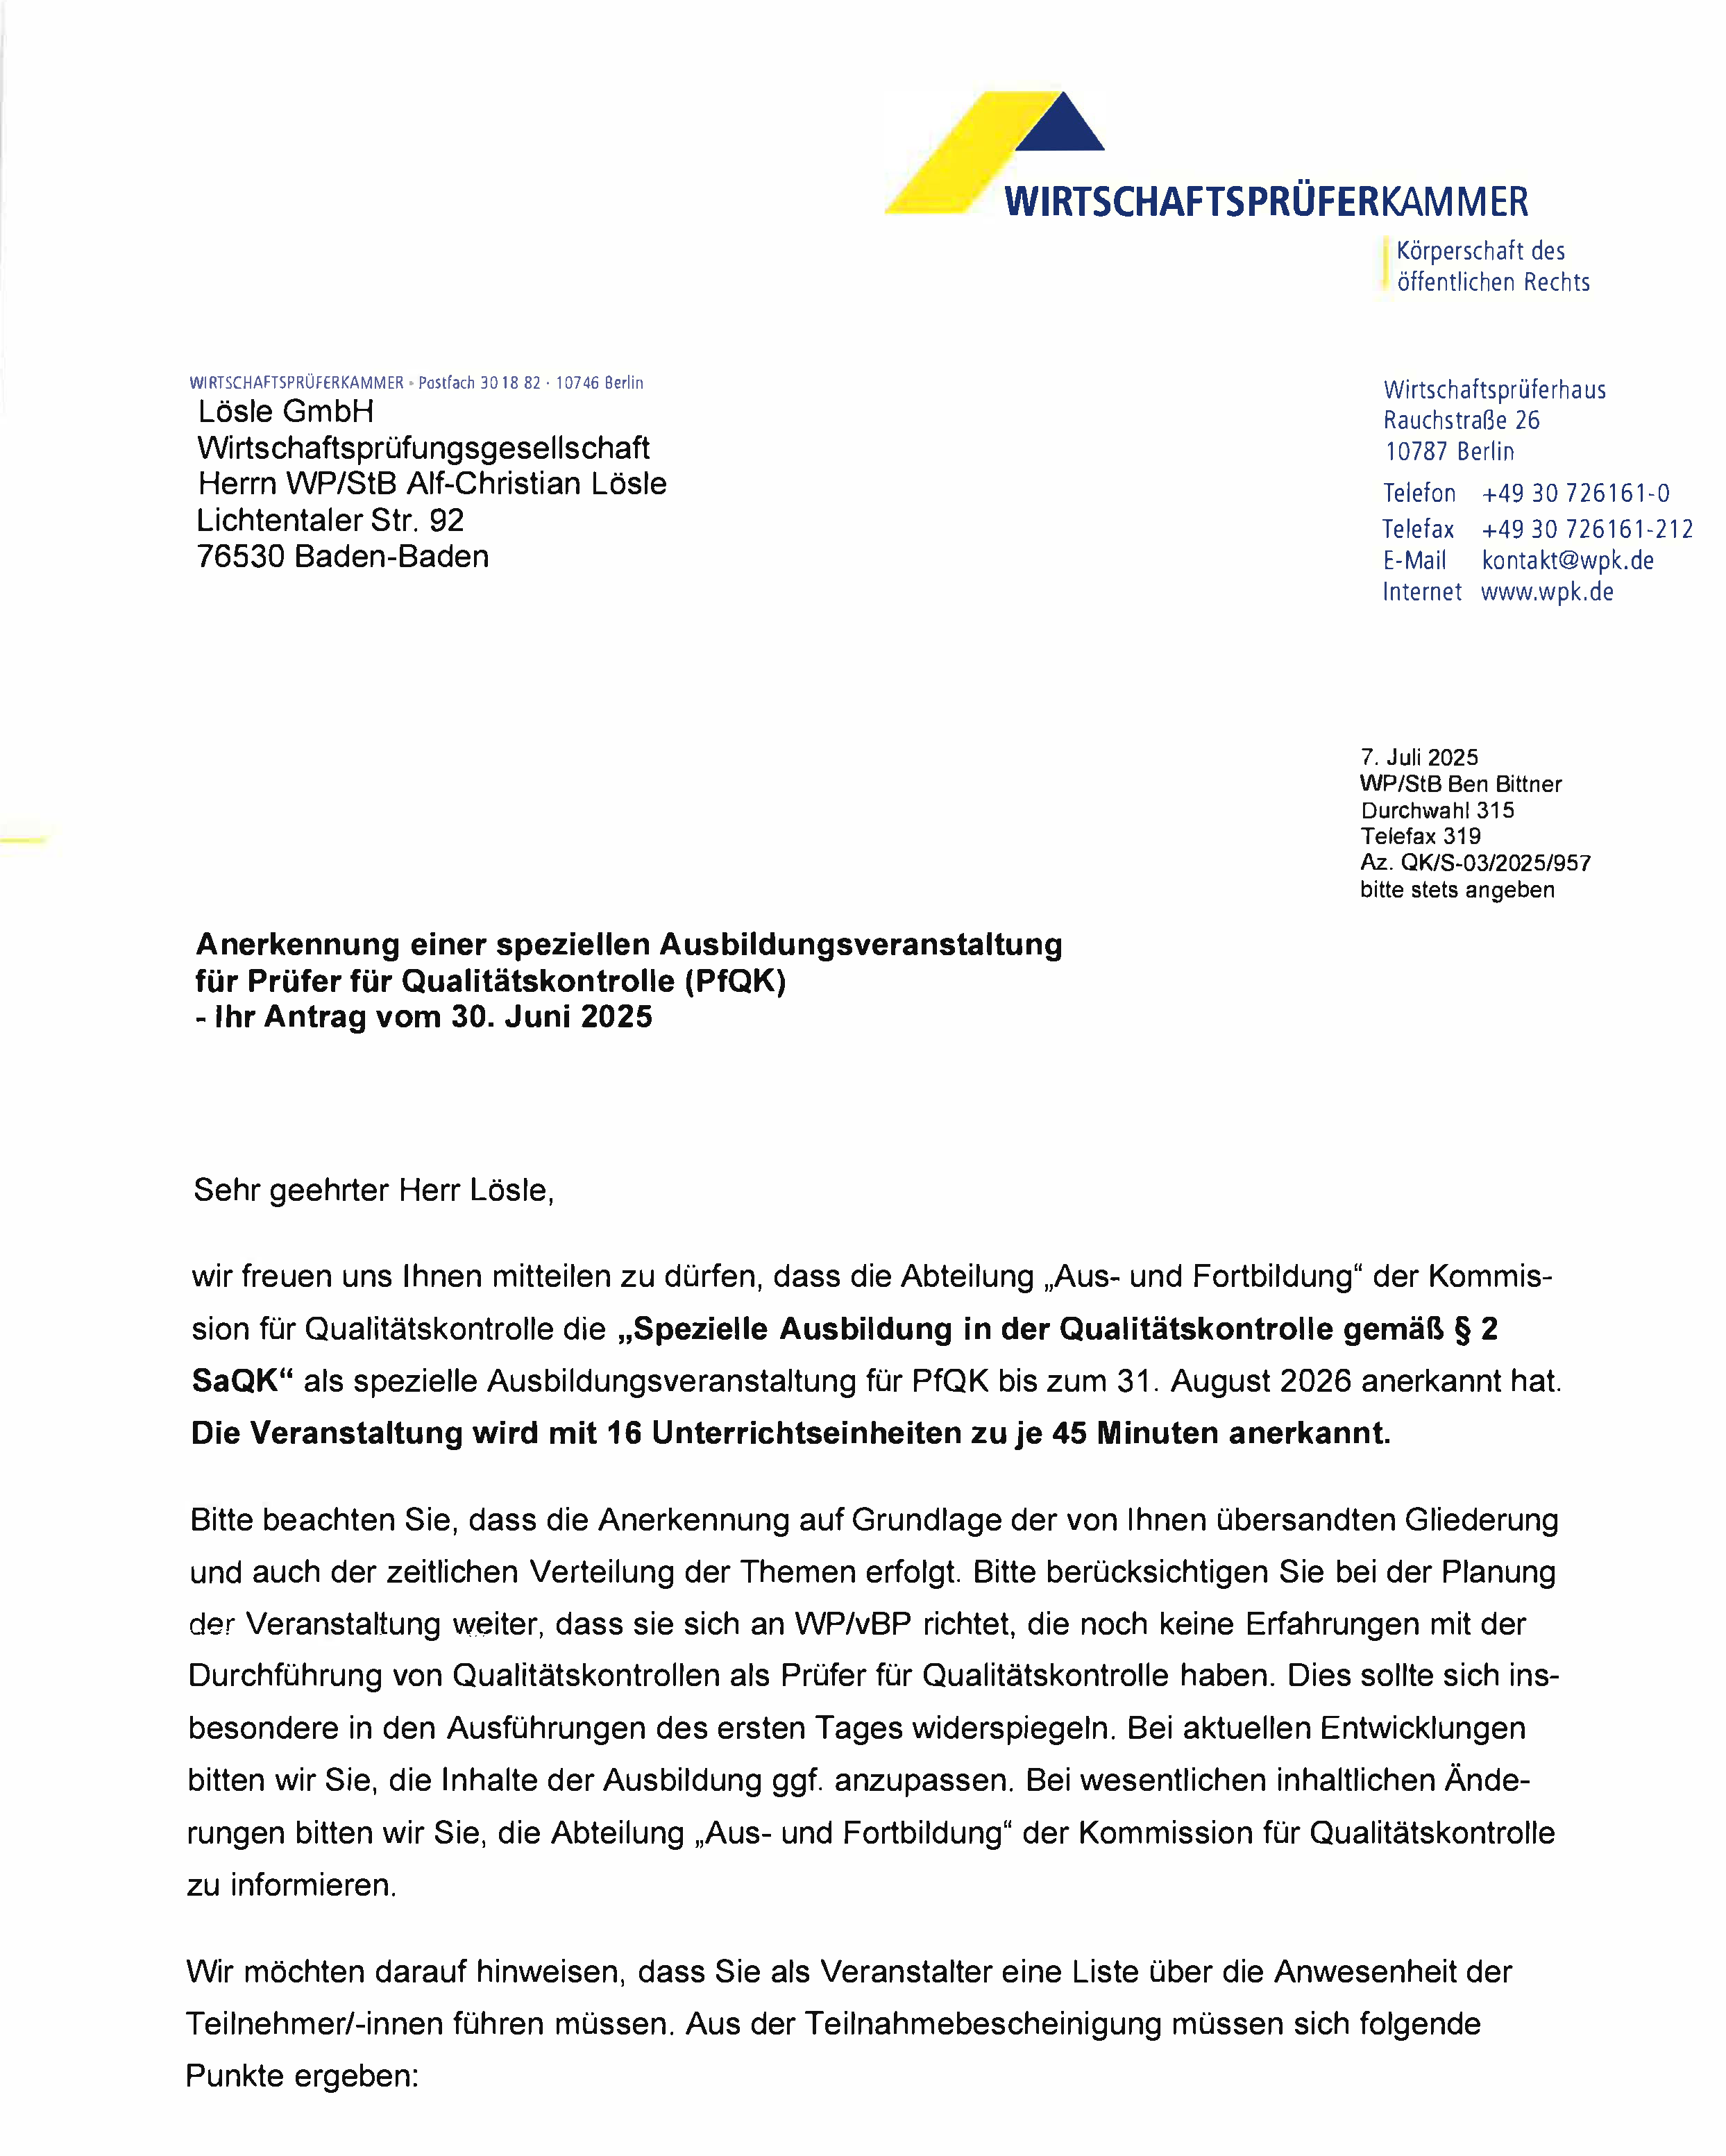 WIRTSCHAFTSPRÜFERKAMMER
Körperschaft des
öffentlichen Rechts
WIRTSCHAFTSPRÜFERKAMMER · Postfach 30 18 82 · 10746 Berlin
Lösle GmbH
Wirtschaftsprüfungsgesellschaft
Herrn WP/StB Alf-Christian Lösle
Lichtentaler Str. 92
76530 Baden-Baden
Wirtschaftsprüferhaus
Rauchstraße 26
10787 Berlin
Telefon +49 30 726161-0
Telefax +49 30 726161-212
E-Mail kontakt@wpk.de
Internet www.wpk.de
7. Juli 2025
WP/StB Ben Bittner
Durchwahl 315
Telefax 319
Az. QK/S-03/2025/957
bitte stets angeben
Anerkennung einer speziellen Ausbildungsveranstaltung
für Prüfer für Qualitätskontrolle (PfQK)
- Ihr Antrag vom 30. Juni 2025
Sehr geehrter Herr Lösle,
wir freuen uns Ihnen mitteilen zu dürfen, dass die Abteilung „Aus- und Fortbildung“ der Kommis-
sion für Qualitätskontrolle die „Spezielle Ausbildung in der Qualitätskontrolle gemäß § 2
SaQK“ als spezielle Ausbildungsveranstaltung für PfQK bis zum 31. August 2026 anerkannt hat.
Die Veranstaltung wird mit 16 Unterrichtseinheiten zu je 45 Minuten anerkannt.
Bitte beachten Sie, dass die Anerkennung auf Grundlage der von Ihnen übersandten Gliederung
und auch der zeitlichen Verteilung der Themen erfolgt. Bitte berücksichtigen Sie bei der Planung
der Veranstaltung weiter, dass sie sich an WP/vBP richtet, die noch keine Erfahrungen mit der
Durchführung von Qualitätskontrollen als Prüfer für Qualitätskontrolle haben. Dies sollte sich ins-
besondere in den Ausführungen des ersten Tages widerspiegeln. Bei aktuellen Entwicklungen
bitten wir Sie, die Inhalte der Ausbildung ggf. anzupassen. Bei wesentlichen inhaltlichen Ände-
rungen bitten wir Sie, die Abteilung „Aus- und Fortbildung“ der Kommission für Qualitätskontrolle
zu informieren.
Wir möchten darauf hinweisen, dass Sie als Veranstalter eine Liste über die Anwesenheit der
Teilnehmer/-innen führen müssen. Aus der Teilnahmebescheinigung müssen sich folgende
Punkte ergeben: